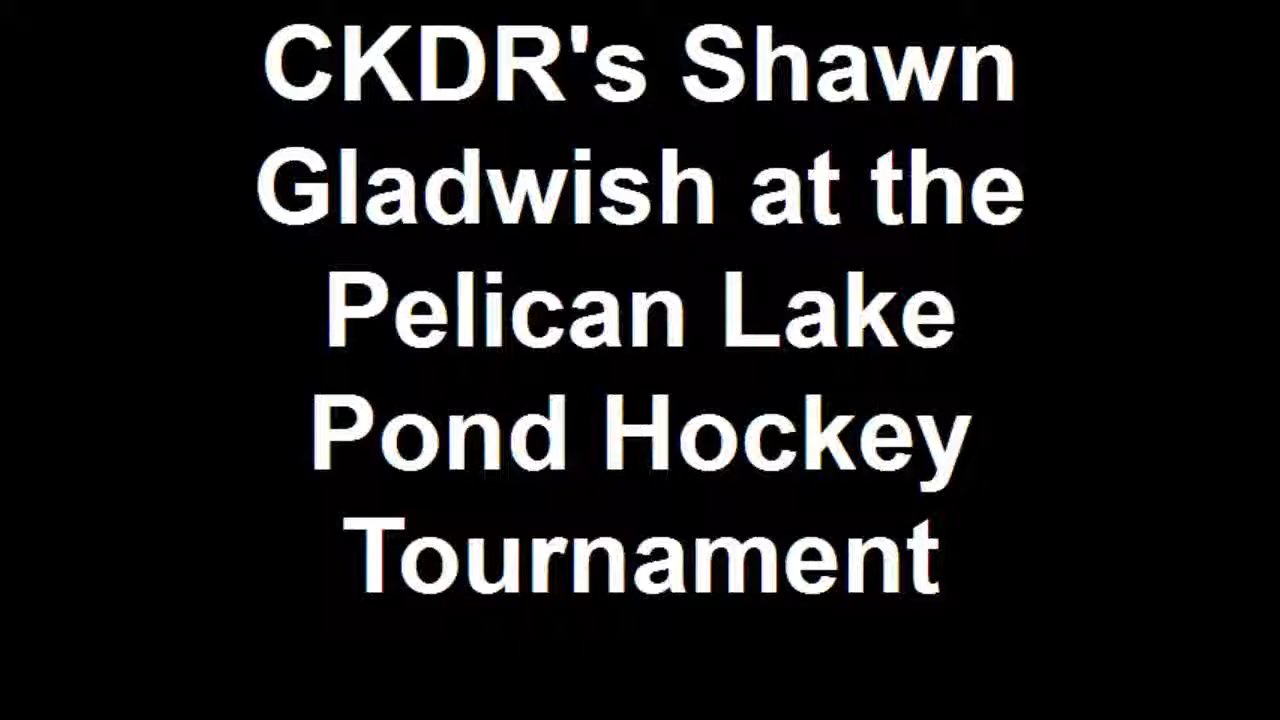 CKDR's Shawn
Gladwish at the
Pelican Lake
Pond Hockey
Tournament